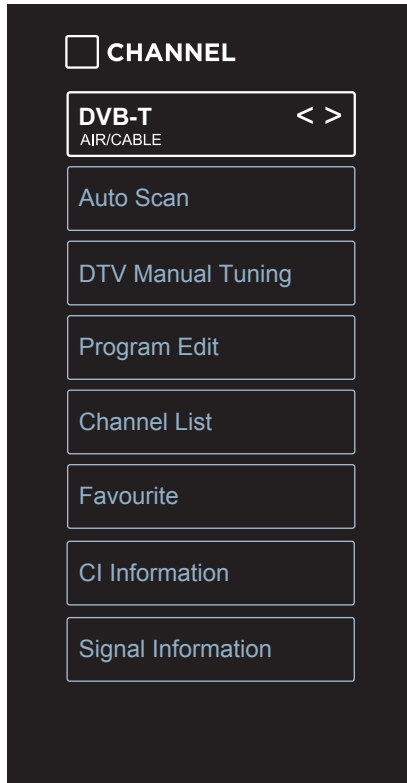 CHANNEL
DVB-T < >
AIR/CABLE
Auto Scan
DTV Manual Tuning
Program Edit
Channel List
Favourite
CI Information
Signal Information